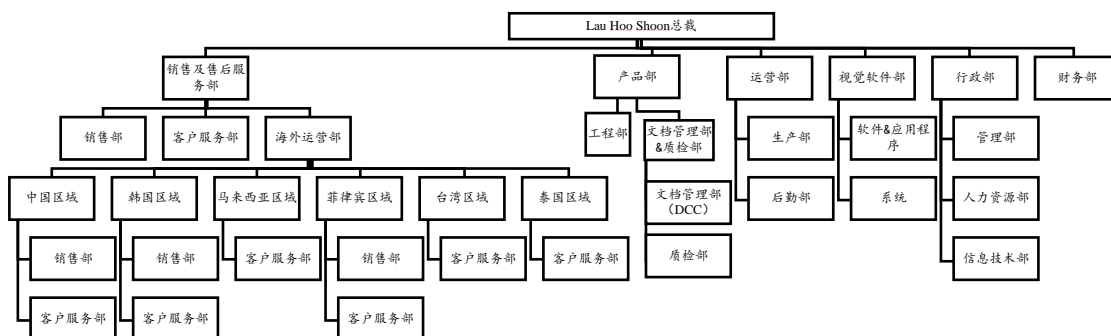 Lau Hoo Shoon总裁
销售及售后服
务部
产品部
运营部
视觉软件部
行政部
财务部
销售部
客户服务部
海外运营部
工程部
文档管理部
&质检部
生产部
软件&应用程
序
管理部
中国区域
韩国区域
马来西亚区域
菲律宾区域
台湾区域
泰国区域
文档管理部
（DCC）
后勤部
系统
人力资源部
销售部
销售部
客户服务部
销售部
客户服务部
客户服务部
质检部
信息技术部
客户服务部
客户服务部
客户服务部